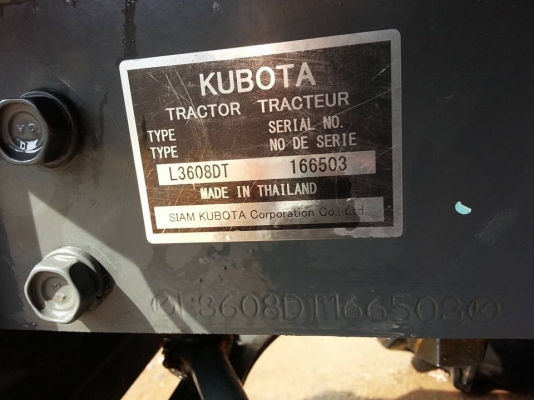 KUBOTA
TRACTOR TRACTEUR
TYPE SERIAL NO.
TYPE NO DE SERIE
L3608DT 166503
MADE IN THAILAND
SIAM KUBOTA Corporation Co., Ltd
L3608DT166503